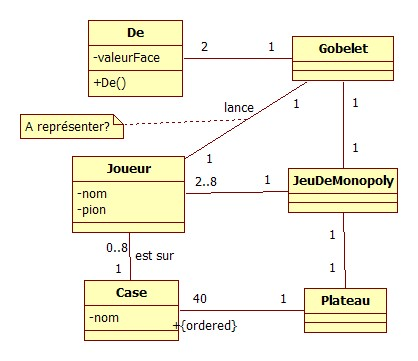 De
-valeurFace
+De()
2
1
Gobelet
lance
1
1
A représenter?
1
1
Joueur
-nom
-pion
2..8
1
JeuDeMonopoly
0..8
est sur
1
1
1
Case
-nom
40
1
Plateau
+{ordered}